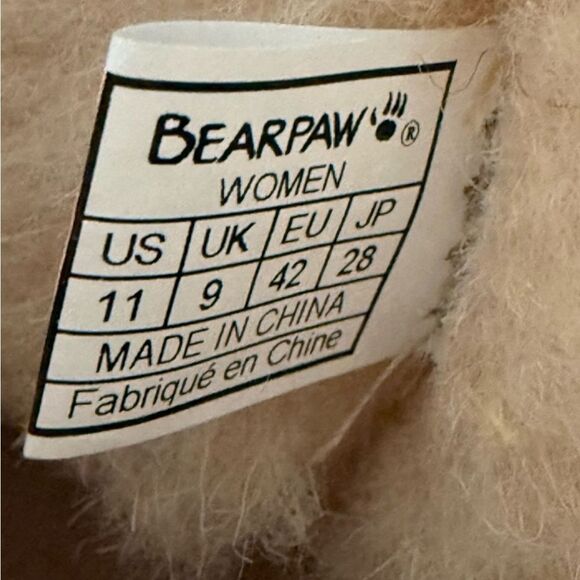 BEARPAW®
WOMEN
US UK EU JP
11 9 42 28
MADE IN CHINA
Fabriqué en Chine